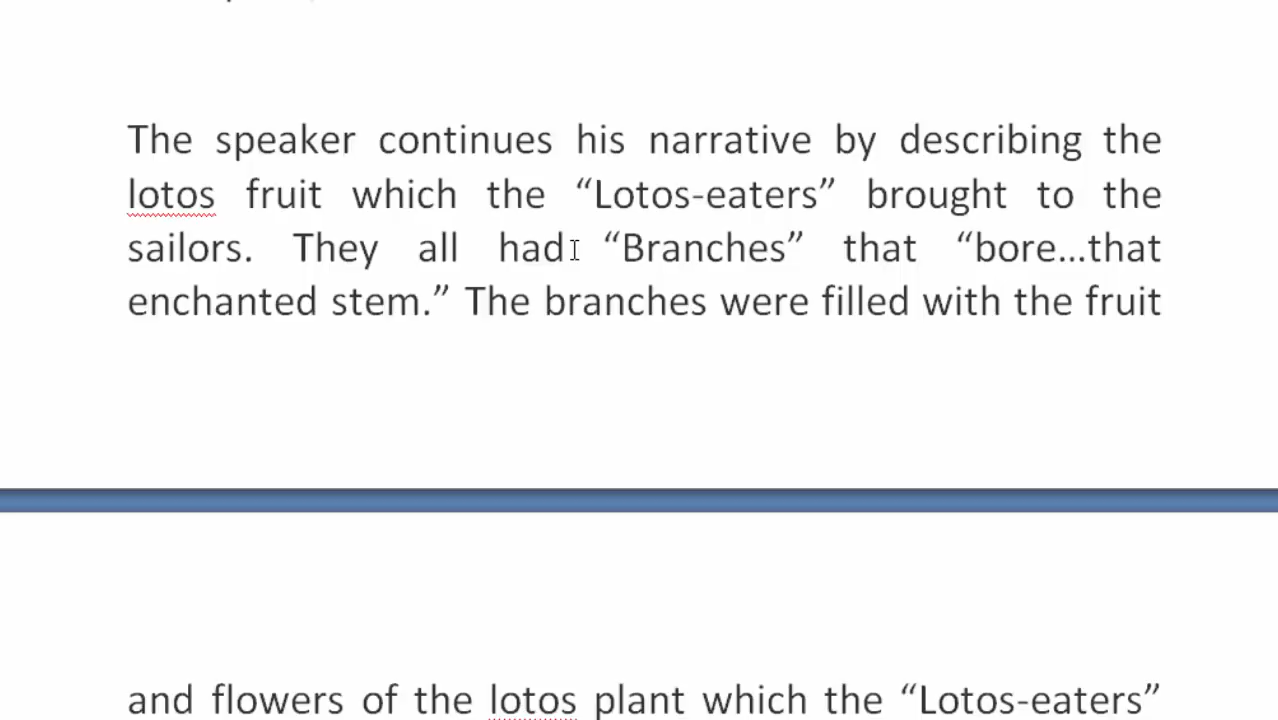 The speaker continues his narrative by describing the
lotos fruit which the “Lotos-eaters” brought to the
sailors. They all had “Branches” that “bore…that
enchanted stem.” The branches were filled with the fruit
and flowers of the lotos plant which the “Lotos-eaters”